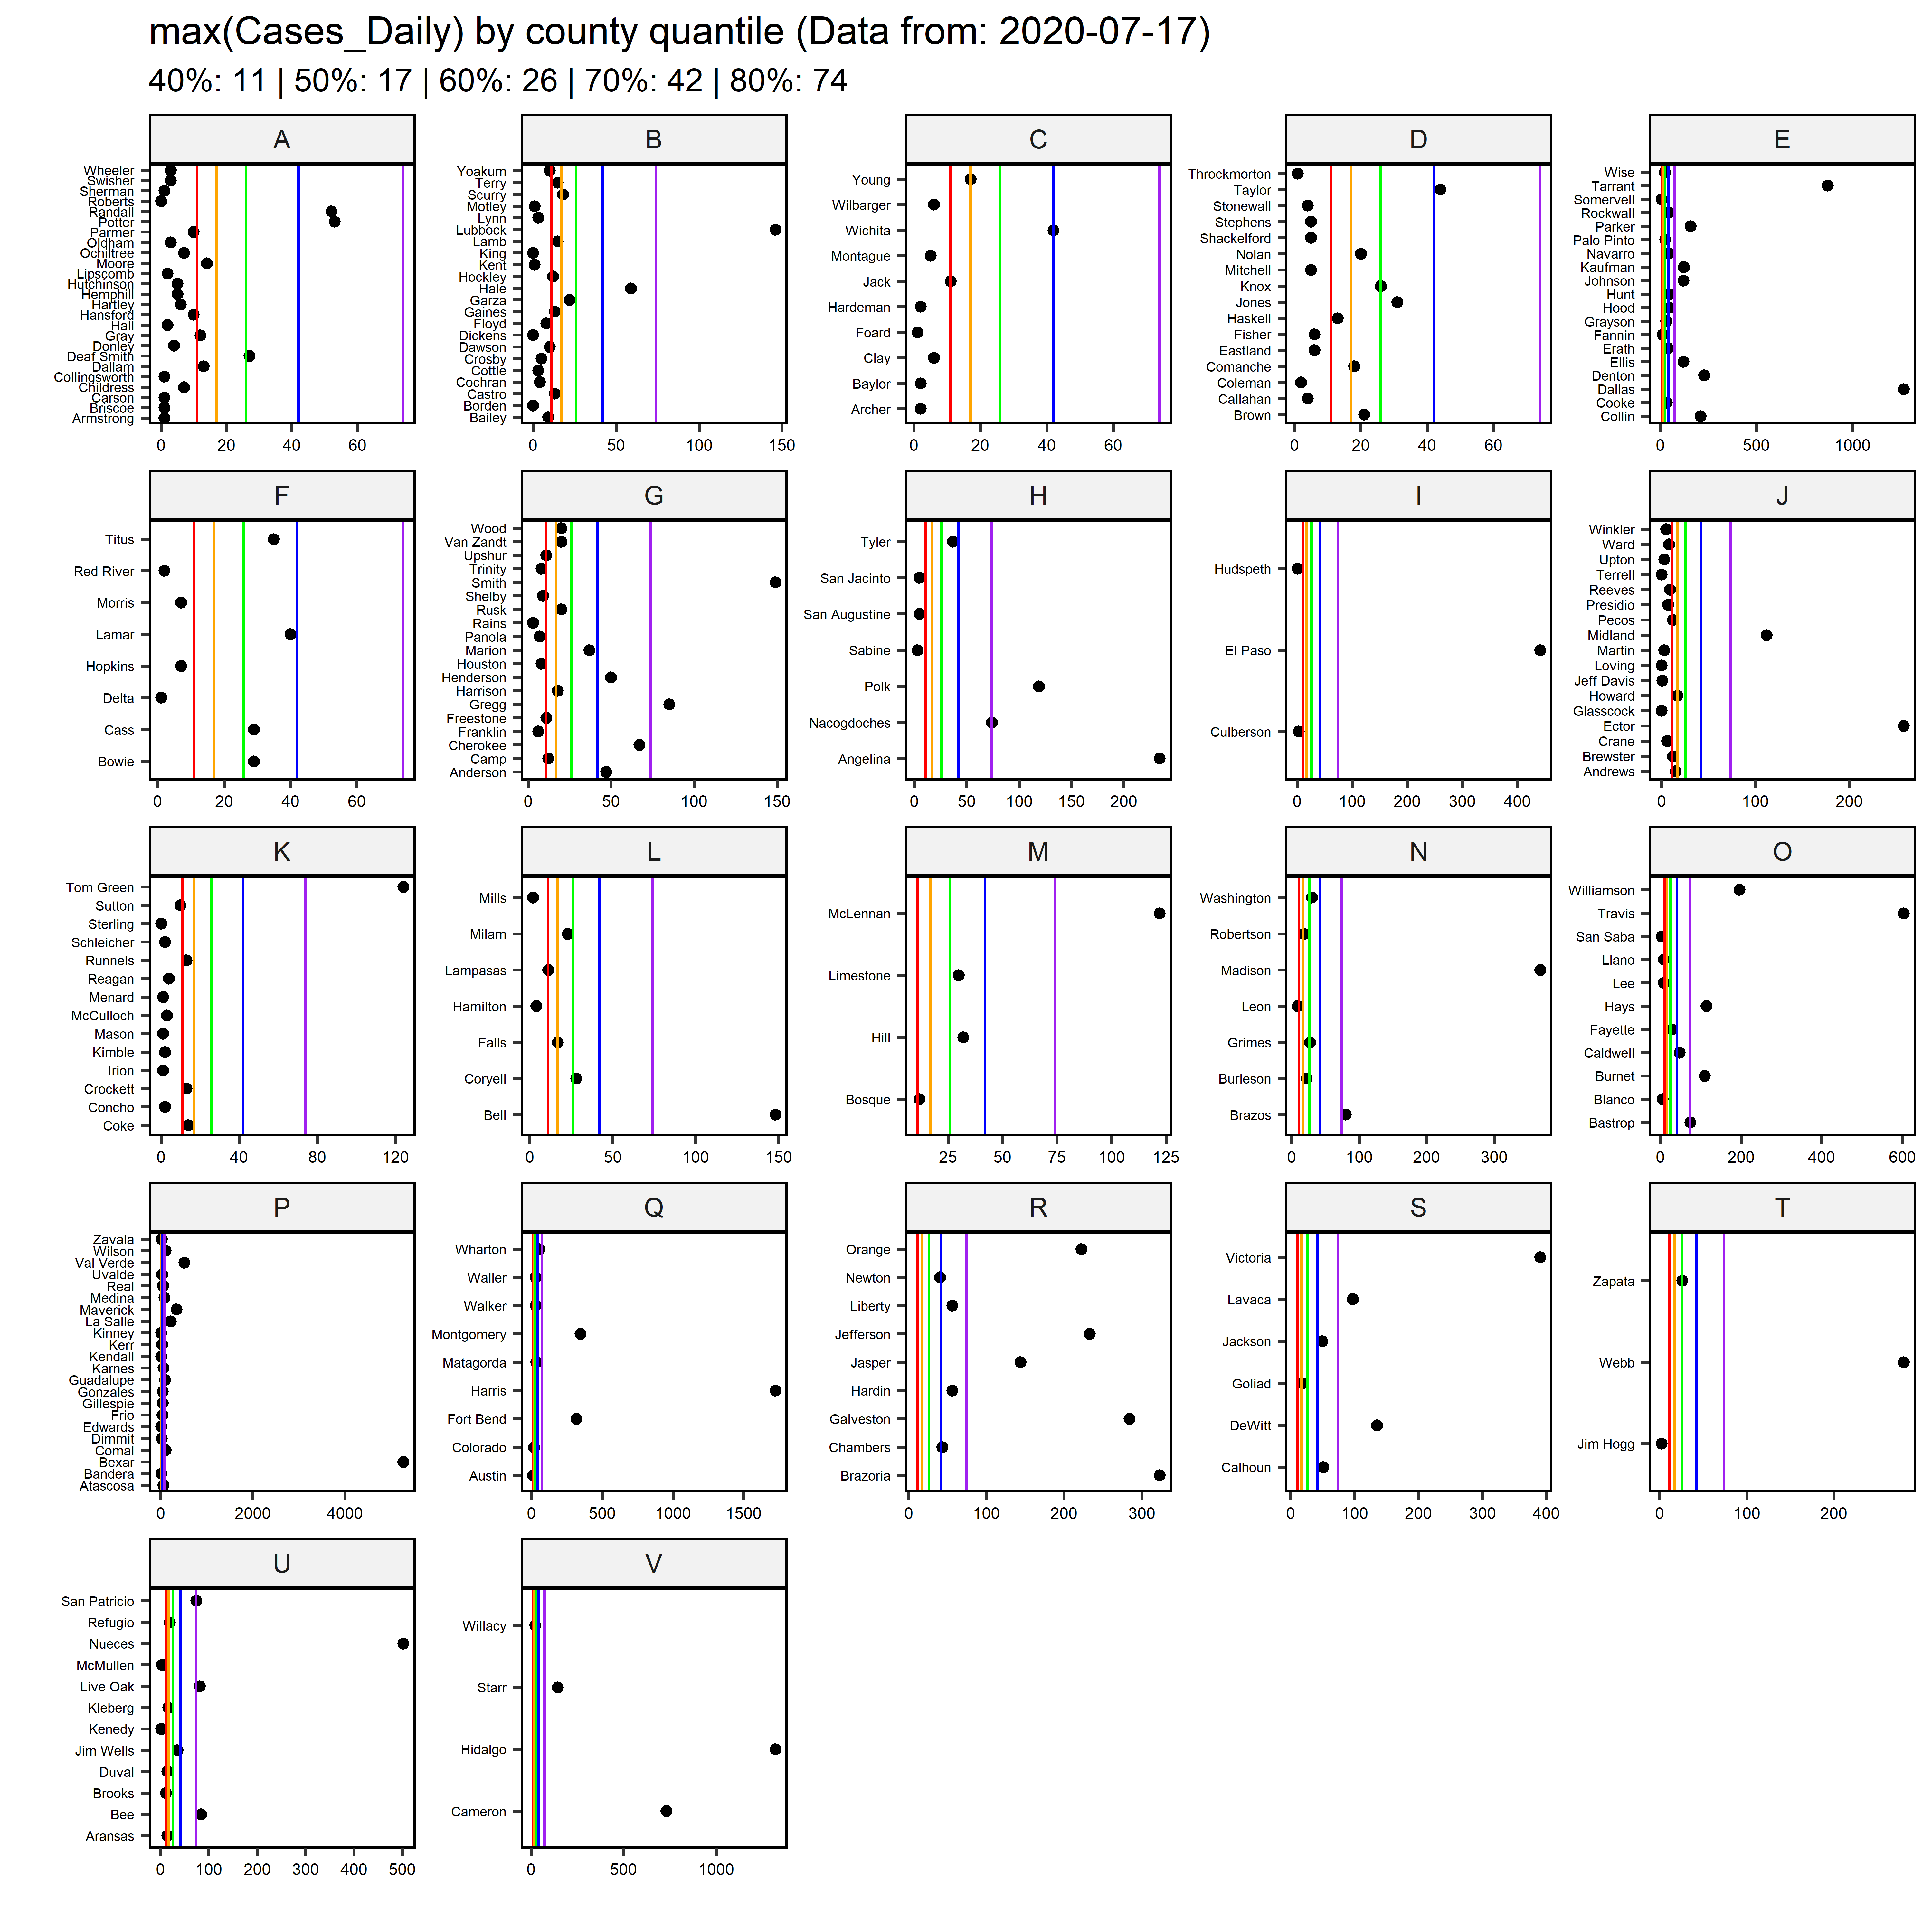 max(Cases_Daily) by county quantile (Data from: 2020-07-17)
40%: 11 | 50%: 17 | 60%: 26 | 70%: 42 | 80%: 74
A
Wheeler
Swisher
Sherman
Roberts
Randall
Potter
Parmer
Oldham
Ochiltree
Moore
Lipscomb
Hutchinson
Hemphill
Hartley
Hansford
Hall
Gray
Donley
Deaf Smith
Dallam
Collingsworth
Childress
Carson
Briscoe
Armstrong
0 20 40 60
B
Yoakum
Terry
Scurry
Motley
Lynn
Lubbock
Lamb
King
Kent
Hockley
Hale
Garza
Gaines
Floyd
Dickens
Dawson
Crosby
Cottle
Cochran
Castro
Borden
Bailey
0 50 100 150
C
Young
Wilbarger
Wichita
Montague
Jack
Hardeman
Foard
Clay
Baylor
Archer
0 20 40 60
D
Throckmorton
Taylor
Stonewall
Stephens
Shackelford
Nolan
Mitchell
Knox
Jones
Haskell
Fisher
Eastland
Comanche
Coleman
Callahan
Brown
0 20 40 60
E
Wise
Tarrant
Somervell
Rockwall
Parker
Palo Pinto
Navarro
Kaufman
Johnson
Hunt
Hood
Grayson
Fannin
Erath
Ellis
Denton
Dallas
Cooke
Collin
0 500 1000
F
Titus
Red River
Morris
Lamar
Hopkins
Delta
Cass
Bowie
0 20 40 60
G
Wood
Van Zandt
Upshur
Trinity
Smith
Shelby
Rusk
Rains
Panola
Marion
Houston
Henderson
Harrison
Gregg
Freestone
Franklin
Cherokee
Camp
Anderson
0 50 100 150
H
Tyler
San Jacinto
San Augustine
Sabine
Polk
Nacogdoches
Angelina
0 50 100 150 200
I
Hudspeth
El Paso
Culberson
0 100 200 300 400
J
Winkler
Ward
Upton
Terrell
Reeves
Presidio
Pecos
Midland
Martin
Loving
Jeff Davis
Howard
Glasscock
Ector
Crane
Brewster
Andrews
0 100 200
K
Tom Green
Sutton
Sterling
Schleicher
Runnels
Reagan
Menard
McCulloch
Mason
Kimble
Irion
Crockett
Concho
Coke
0 40 80 120
L
Mills
Milam
Lampasas
Hamilton
Falls
Coryell
Bell
0 50 100 150
M
McLennan
Limestone
Hill
Bosque
25 50 75 100 125
N
Washington
Robertson
Madison
Leon
Grimes
Burleson
Brazos
0 100 200 300
O
Williamson
Travis
San Saba
Llano
Lee
Hays
Fayette
Caldwell
Burnet
Blanco
Bastrop
0 200 400 600
P
Zavala
Wilson
Val Verde
Uvalde
Real
Medina
Maverick
La Salle
Kinney
Kerr
Kendall
Karnes
Guadalupe
Gonzales
Gillespie
Frio
Edwards
Dimmit
Comal
Bexar
Bandera
Atascosa
0 2000 4000
Q
Wharton
Waller
Walker
Montgomery
Matagorda
Harris
Fort Bend
Colorado
Austin
0 500 1000 1500
R
Orange
Newton
Liberty
Jefferson
Jasper
Hardin
Galveston
Chambers
Brazoria
0 100 200 300
S
Victoria
Lavaca
Jackson
Goliad
DeWitt
Calhoun
0 100 200 300 400
T
Zapata
Webb
Jim Hogg
0 100 200
U
San Patricio
Refugio
Nueces
McMullen
Live Oak
Kleberg
Kenedy
Jim Wells
Duval
Brooks
Bee
Aransas
0 100 200 300 400 500
V
Willacy
Starr
Hidalgo
Cameron
0 500 1000